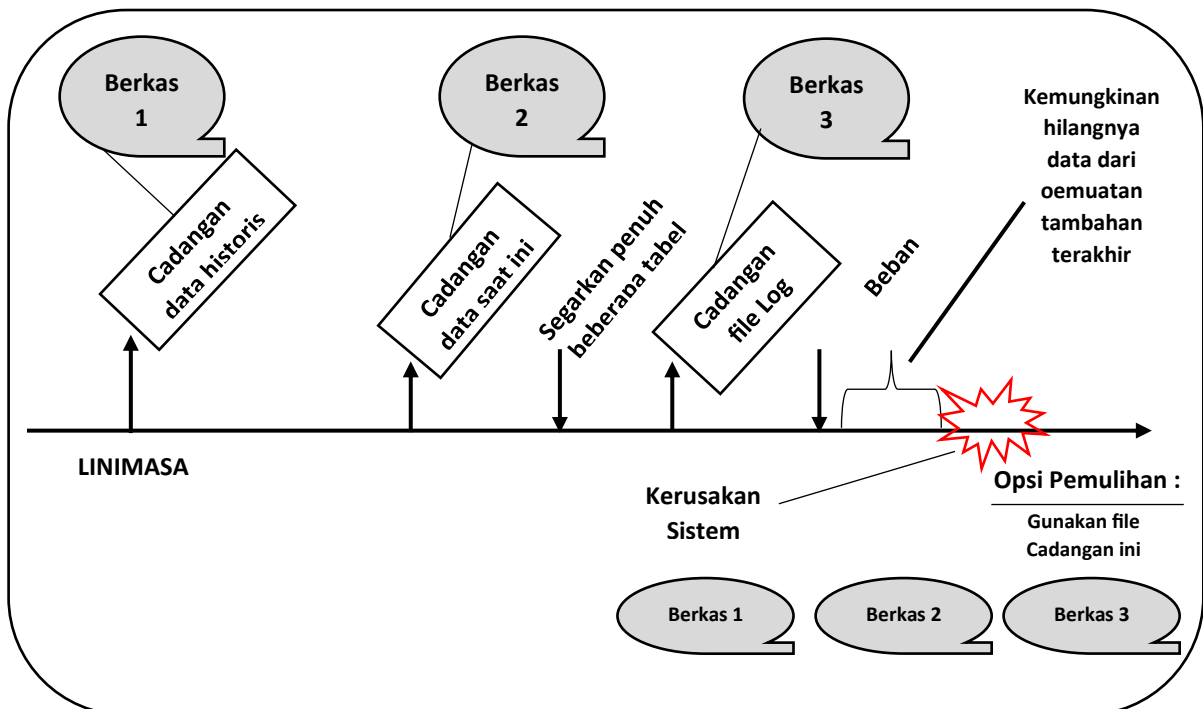 Berkas
1
Berkas
2
Berkas
3
Kemungkinan
hilangnya
data dari
oemuatan
tambahan
terakhir
Cadangan
data historis
Cadangan
data saat ini
Segarkan penuh
beberapa tabel
Cadangan
file Log
Beban
LINIMASA
Kerusakan
Sistem
Opsi Pemulihan :
Gunakan file
Cadangan ini
Berkas 1
Berkas 2
Berkas 3